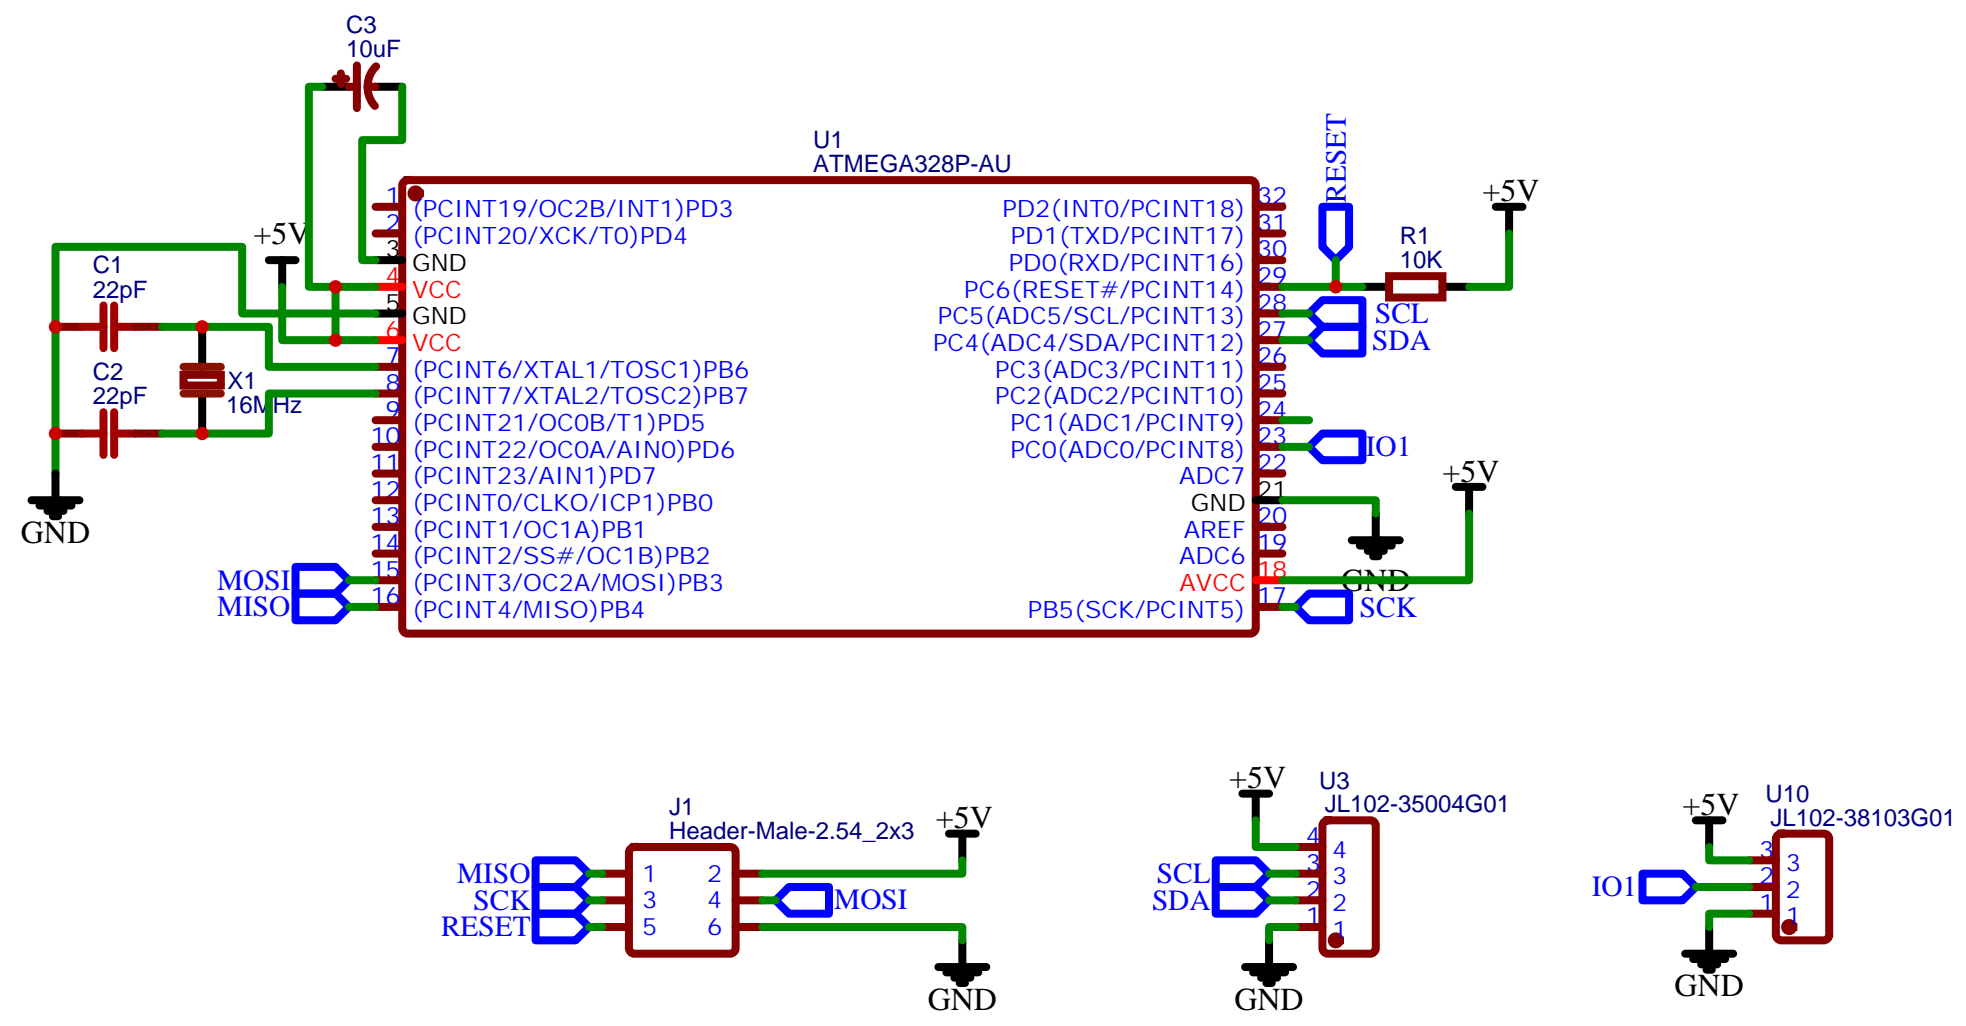 C3
10uF
U1
ATMEGA328P-AU
RESET
+5V
+5V
R1
10K
C1
22pF
C2
22pF
X1
16MHz
GND
1 (PCINT19/OC2B/INT1)PD3
2 (PCINT20/XCK/T0)PD4
3 GND
4 VCC
5 GND
6 VCC
7 (PCINT6/XTAL1/TOSC1)PB6
8 (PCINT7/XTAL2/TOSC2)PB7
9 (PCINT21/OC0B/T1)PD5
10 (PCINT22/OC0A/AIN0)PD6
11 (PCINT23/AIN1)PD7
12 (PCINT0/CLKO/ICP1)PB0
13 (PCINT1/OC1A)PB1
14 (PCINT2/SS#/OC1B)PB2
MOSI 15 (PCINT3/OC2A/MOSI)PB3
MISO 16 (PCINT4/MISO)PB4
PD2(INT0/PCINT18) 32
PD1(TXD/PCINT17) 31
PD0(RXD/PCINT16) 30
PC6(RESET#/PCINT14) 29
PC5(ADC5/SCL/PCINT13) 28 SCL
PC4(ADC4/SDA/PCINT12) 27 SDA
PC3(ADC3/PCINT11) 26
PC2(ADC2/PCINT10) 25
PC1(ADC1/PCINT9) 24
PC0(ADC0/PCINT8) 23 IO1
ADC7 22
GND 21
AREF 20
ADC6 19
AVCC 18
PB5(SCK/PCINT5) 17 SCK
+5V
GND
J1
Header-Male-2.54_2x3
+5V
MISO 1 2
SCK 3 4 MOSI
RESET 5 6
GND
+5V
U3
JL102-35004G01
4 4
SCL 3 3
SDA 2 2
1 1
GND
+5V
U10
JL102-38103G01
3 3
IO1 2 2
1 1
GND